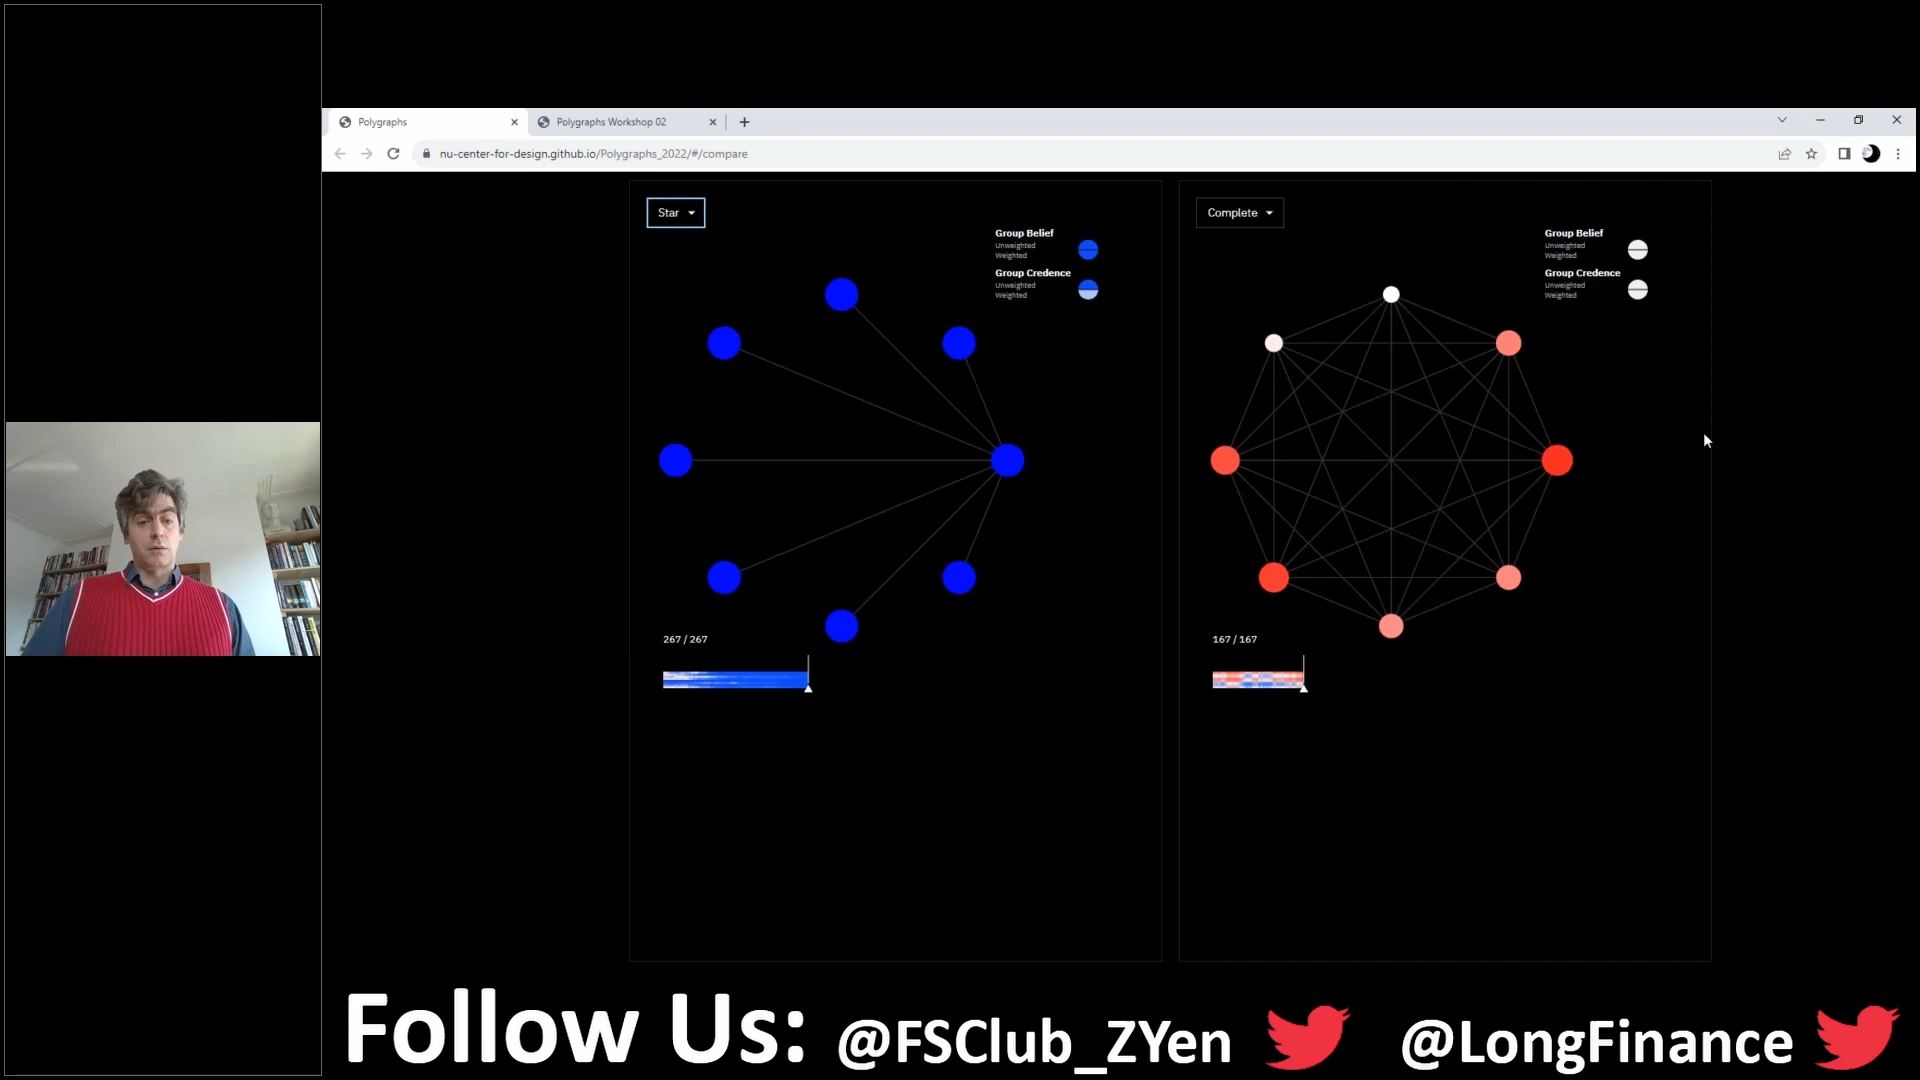 Polygraphs
Polygraphs Workshop 02
nu-center-for-design.github.io/Polygraphs_2022/#/compare
Star
Group Belief
Unweighted
Weighted
Group Credence
Unweighted
Weighted
267 / 267
Complete
Group Belief
Unweighted
Weighted
Group Credence
Unweighted
Weighted
167 / 167
Follow Us: @FSClub_ZYen @LongFinance